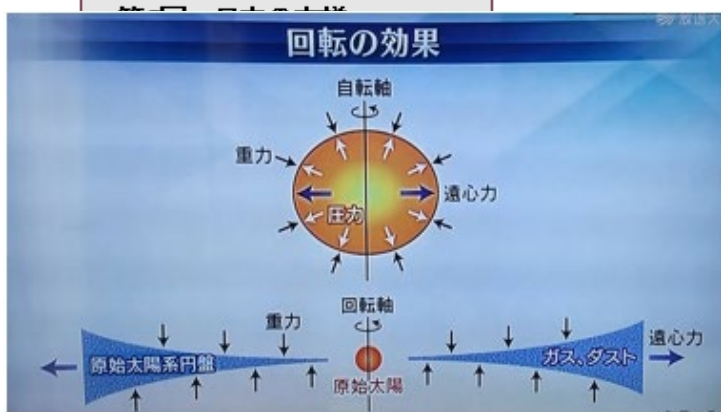 回転の効果
自転軸
重力
遠心力
圧力
回転軸
重力
遠心力
原始太陽系円盤
ガス、ダスト
原始太陽